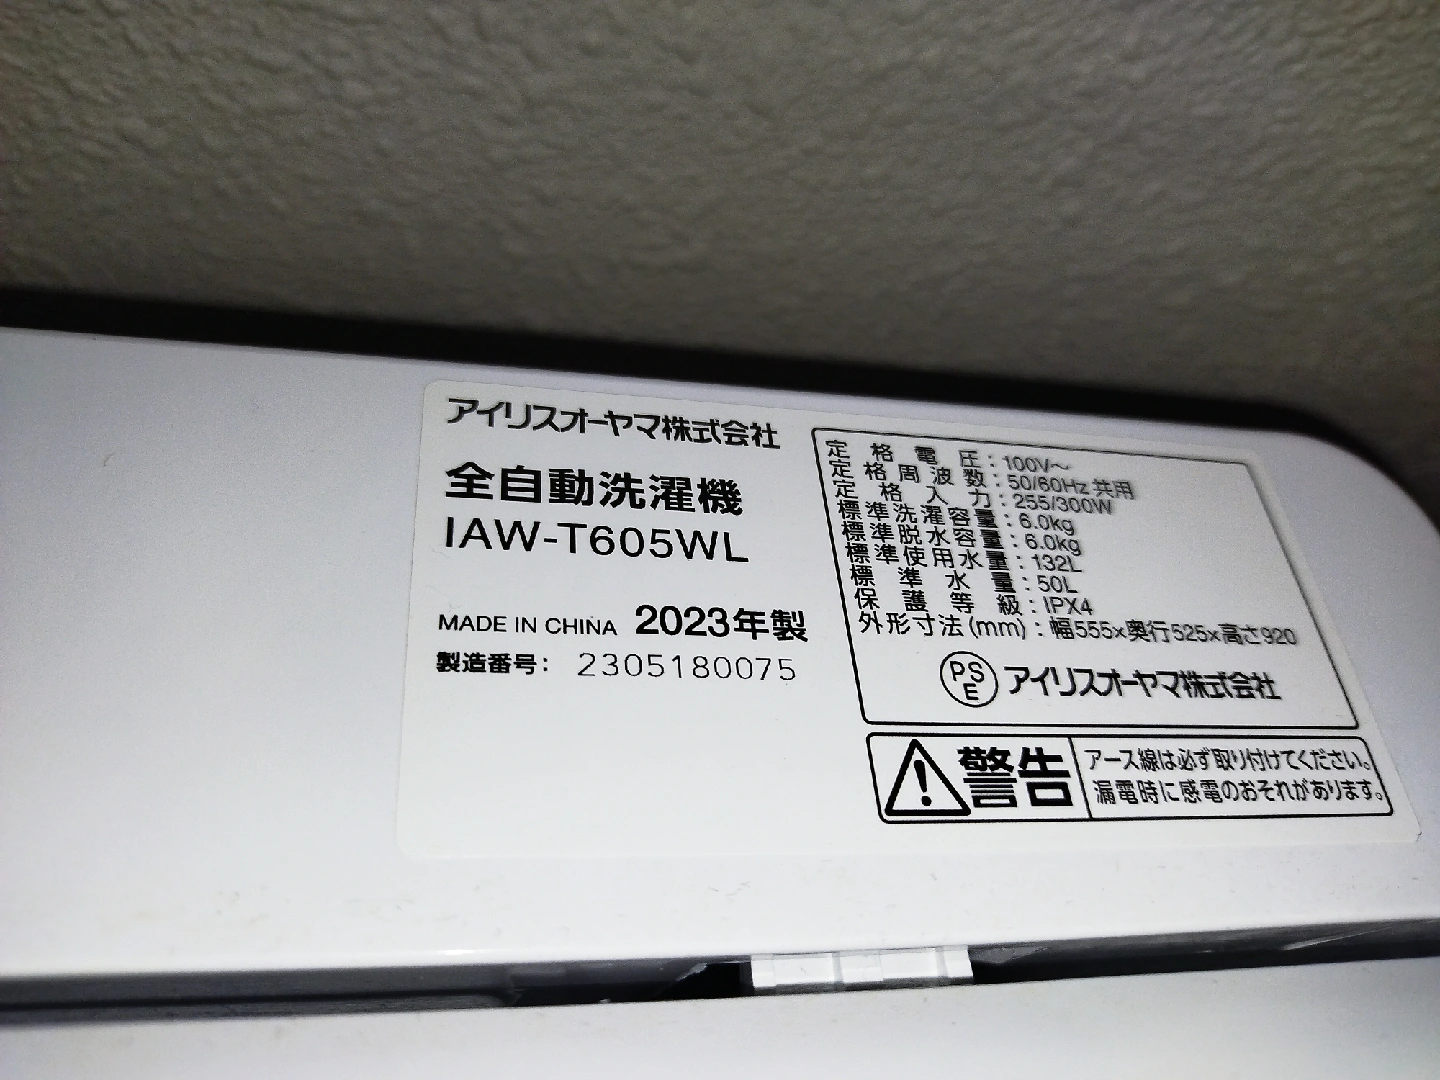 アイリスオーヤマ株式会社
全自動洗濯機
IAW-T605WL
MADE IN CHINA 2023年製
製造番号: 2305180075
定格電圧:100V～
定格周波数:50/60Hz共用
定格入力:255/300W
標準洗濯容量:6.0kg
標準脱水容量:6.0kg
標準使用水量:132L
標準水量:50L
保護等級:IPX4
外形寸法(mm):幅555×奥行525×高さ920
PSE アイリスオーヤマ株式会社
警告
アース線は必ず取り付けてください。
漏電時に感電のおそれがあります。